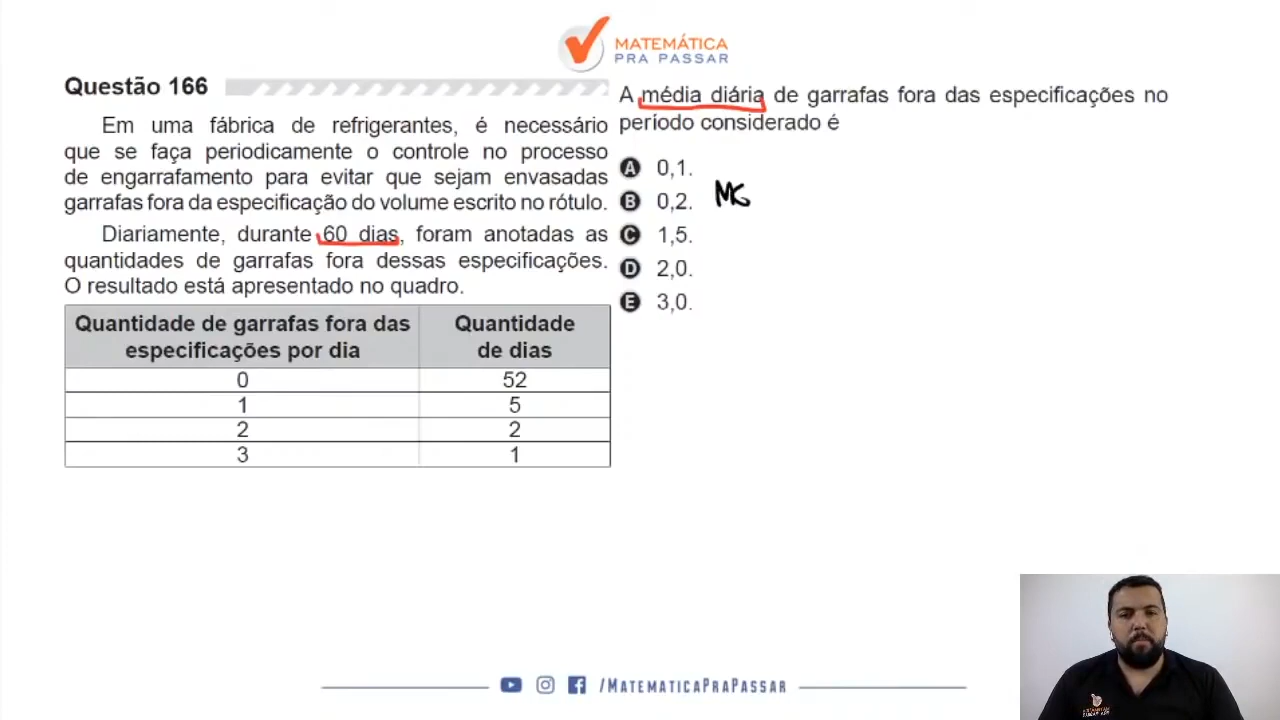 MATEMÁTICA
PRA PASSAR
Questão 166
Em uma fábrica de refrigerantes, é necessário
que se faça periodicamente o controle no processo
de engarrafamento para evitar que sejam envasadas
garrafas fora da especificação do volume escrito no rótulo.
Diariamente, durante 60 dias, foram anotadas as
quantidades de garrafas fora dessas especificações.
O resultado está apresentado no quadro.
Quantidade de garrafas fora das especificações por dia Quantidade de dias
0 52
1 5
2 2
3 1
A média diária de garrafas fora das especificações no
período considerado é
A 0,1.
B 0,2.
C 1,5.
D 2,0.
E 3,0.
/MATEMATICAPRAPASSAR